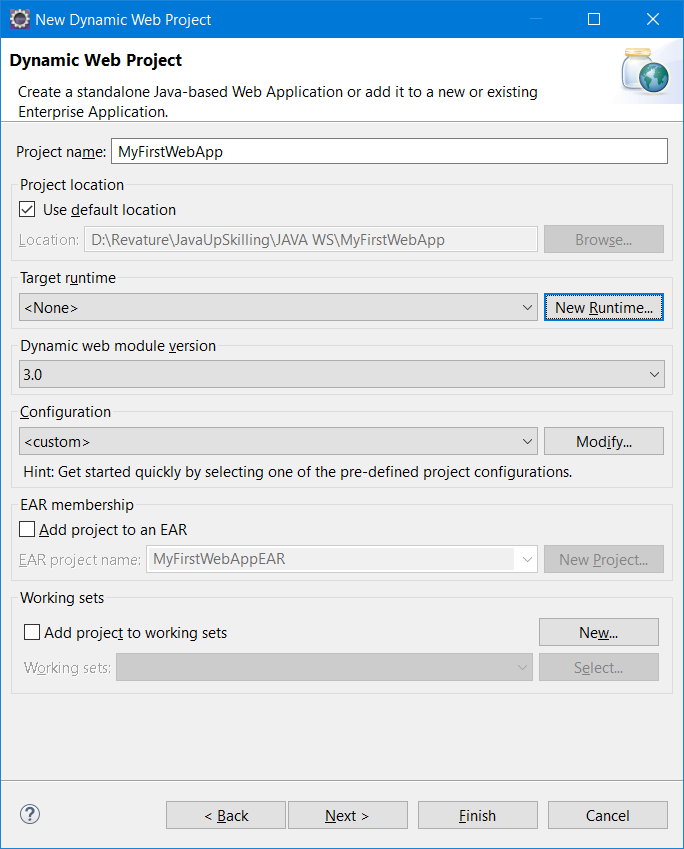 New Dynamic Web Project
Dynamic Web Project
Create a standalone Java-based Web Application or add it to a new or existing
Enterprise Application.
Project name: MyFirstWebApp
Project location
Use default location
Location: D:\Revature\JavaUpSkilling\JAVA WS\MyFirstWebApp Browse...
Target runtime
<None> New Runtime...
Dynamic web module version
3.0
Configuration
<custom> Modify...
Hint: Get started quickly by selecting one of the pre-defined project configurations.
EAR membership
Add project to an EAR
EAR project name: MyFirstWebAppEAR New Project...
Working sets
Add project to working sets New...
Working sets: Select...
? < Back Next > Finish Cancel